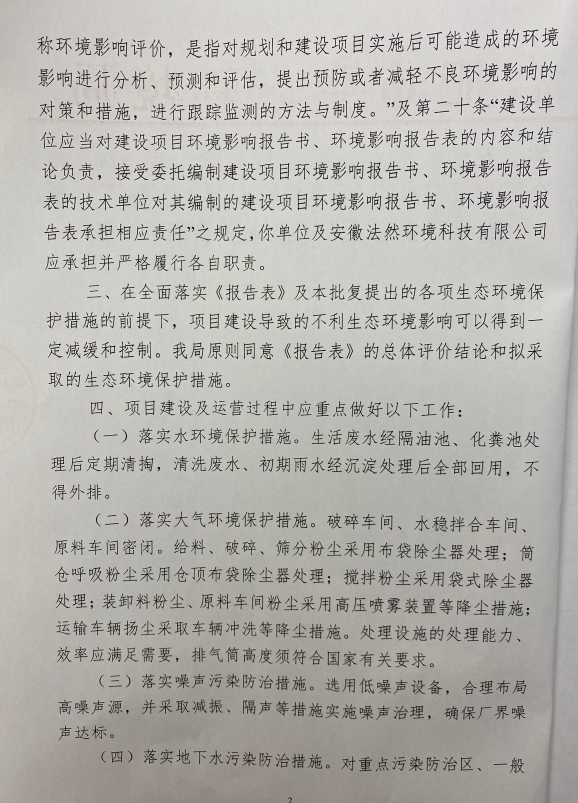 称环境影响评价，是指对规划和建设项目实施后可能造成的环境
影响进行分析、预测和评估，提出预防或者减轻不良环境影响的
对策和措施，进行跟踪监测的方法与制度。”及第二十条“建设单
位应当对建设项目环境影响报告书、环境影响报告表的内容和结
论负责，接受委托编制建设项目环境影响报告书、环境影响报告
表的技术单位对其编制的建设项目环境影响报告书、环境影响报
告表承担相应责任”之规定，你单位及安徽法然环境科技有限公司
应承担并严格履行各自职责。
三、在全面落实《报告表》及本批复提出的各项生态环境保
护措施的前提下，项目建设导致的不利生态环境影响可以得到一
定减缓和控制。我局原则同意《报告表》的总体评价结论和拟采
取的生态环境保护措施。
四、项目建设及运营过程中应重点做好以下工作：
（一）落实水环境保护措施。生活废水经隔油池、化粪池处
理后定期清掏，清洗废水、初期雨水经沉淀处理后全部回用，不
得外排。
（二）落实大气环境保护措施。破碎车间、水稳拌合车间、
原料车间密闭。给料、破碎、筛分粉尘采用布袋除尘器处理；筒
仓呼吸粉尘采用仓顶布袋除尘器处理；搅拌粉尘采用袋式除尘器
处理；装卸料粉尘、原料车间粉尘采用高压喷雾装置等降尘措施；
运输车辆扬尘采取车辆冲洗等降尘措施。处理设施的处理能力、
效率应满足需要，排气筒高度须符合国家有关要求。
（三）落实噪声污染防治措施。选用低噪声设备，合理布局
高噪声源，并采取减振、隔声等措施实施噪声治理，确保厂界噪
声达标。
（四）落实地下水污染防治措施。对重点污染防治区、一般
2